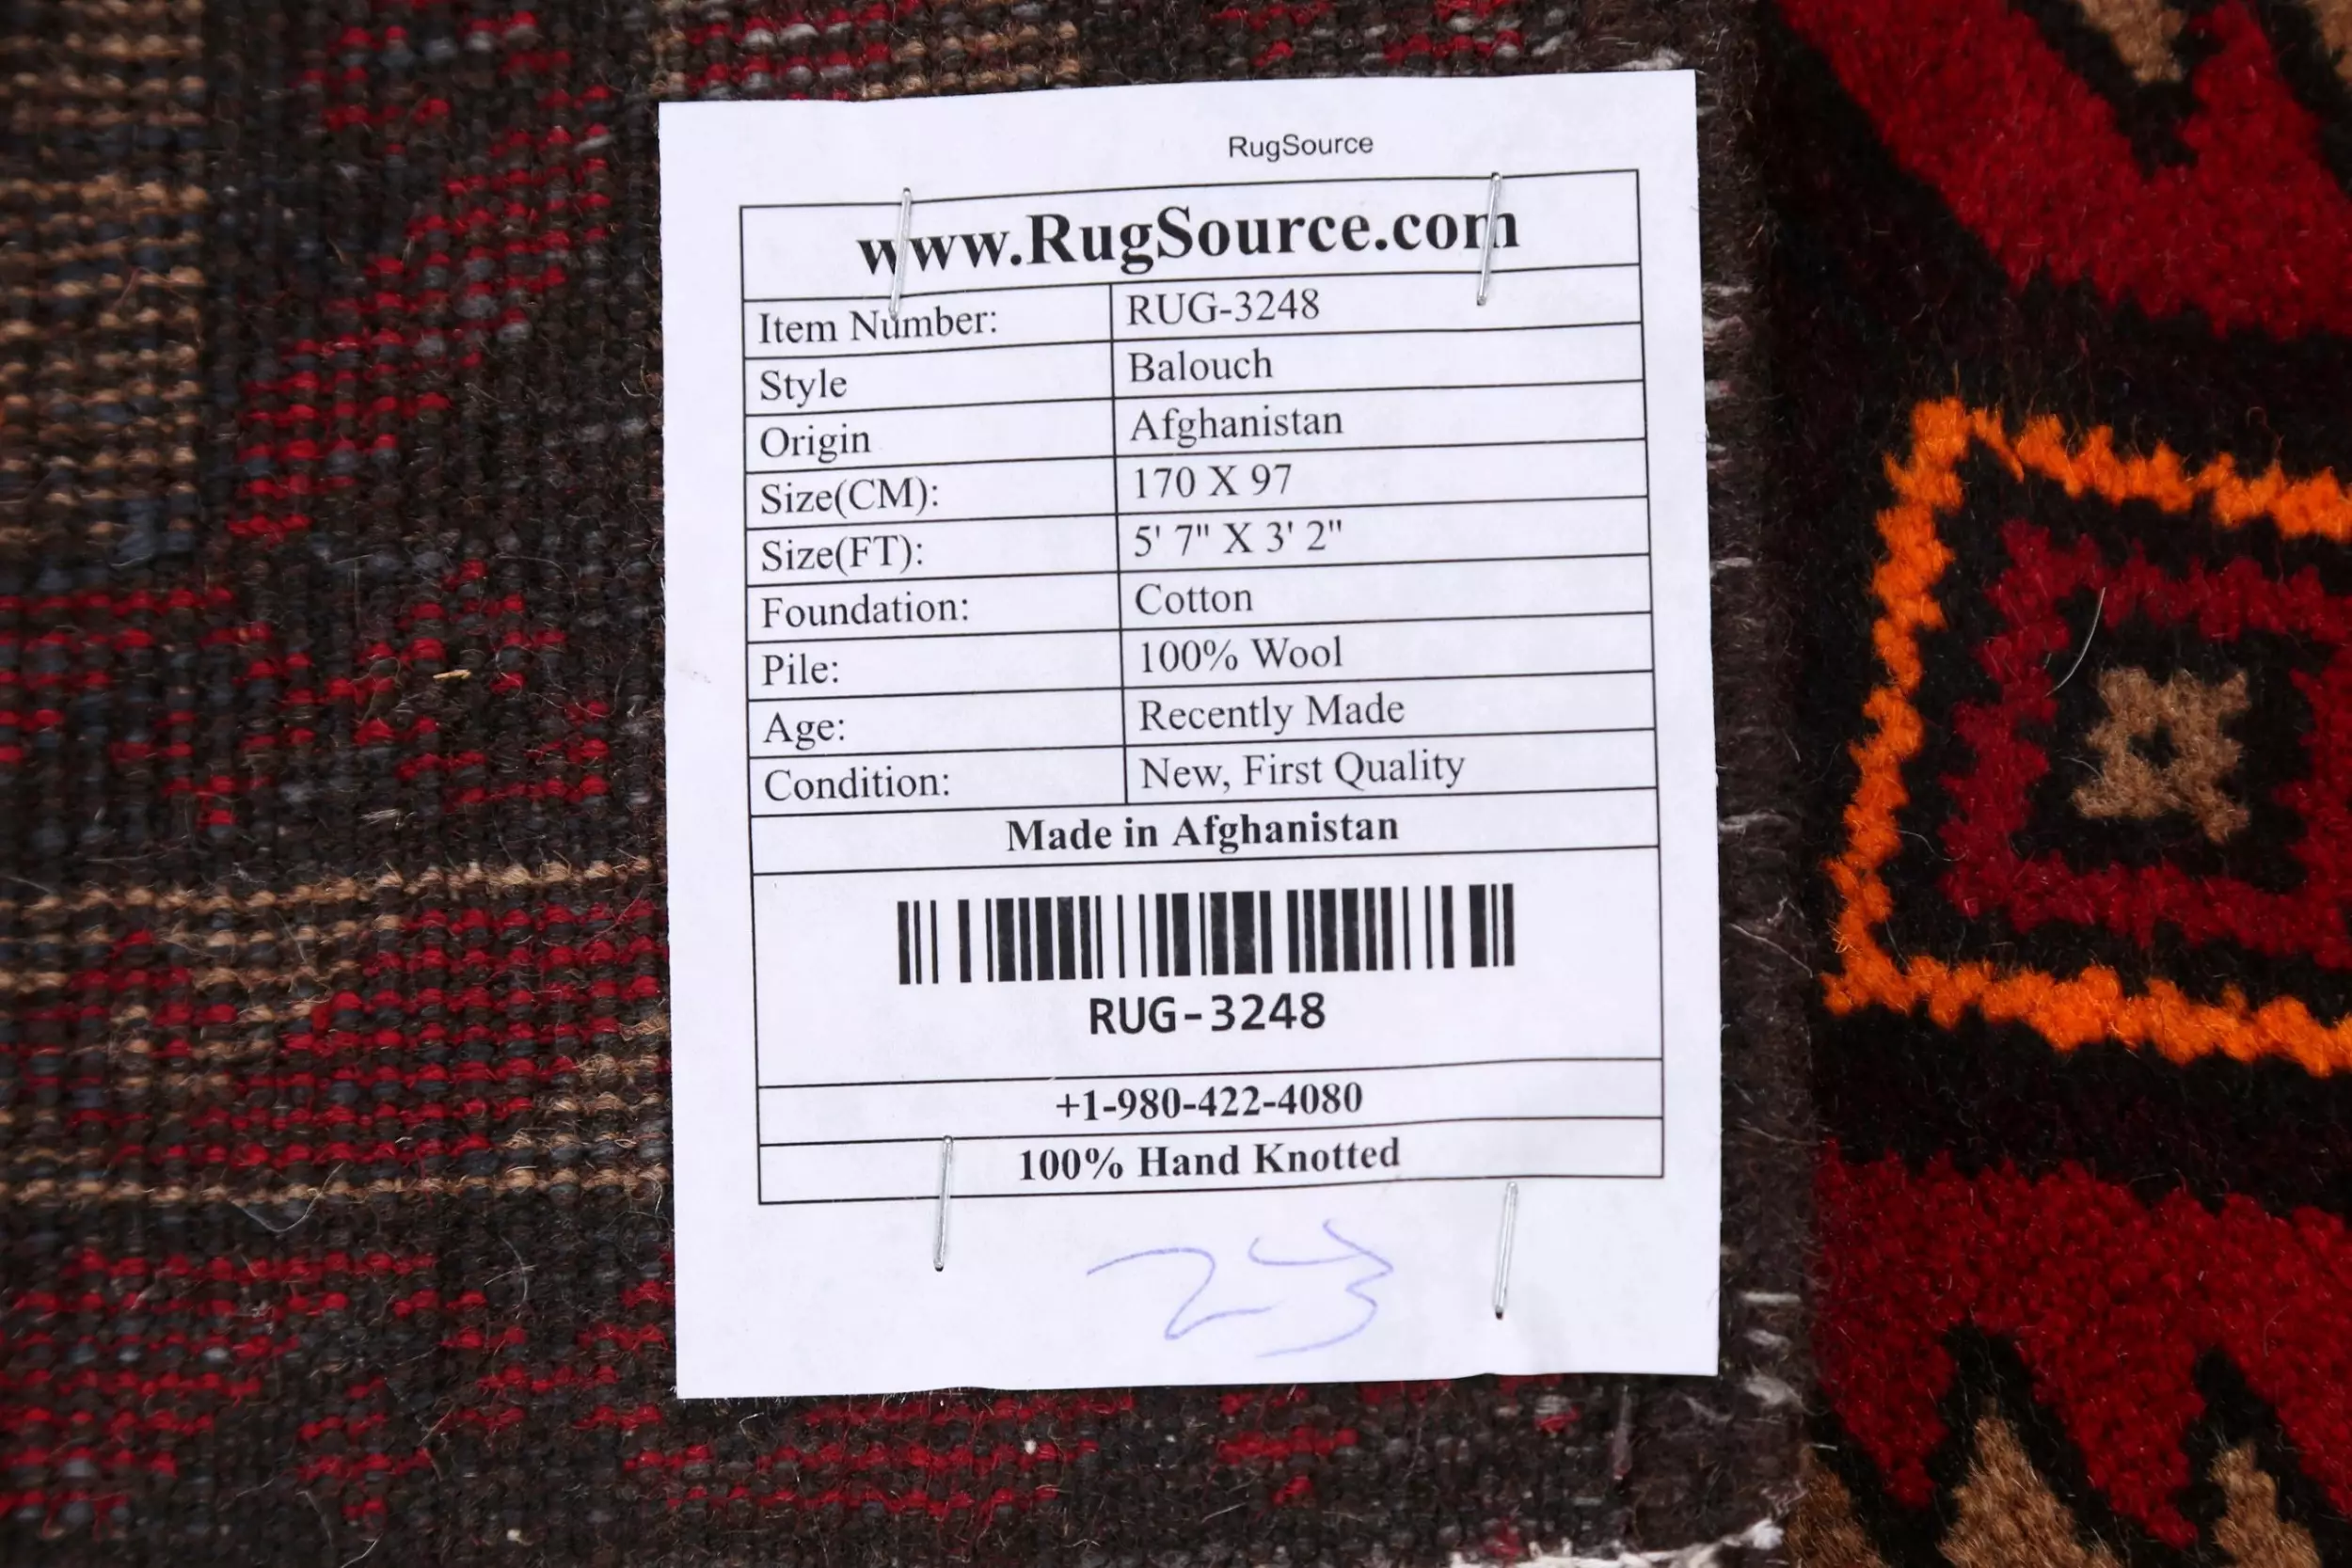 RugSource
www.RugSource.com
Item Number: RUG-3248
Style Balouch
Origin Afghanistan
Size(CM): 170 X 97
Size(FT): 5' 7" X 3' 2"
Foundation: Cotton
Pile: 100% Wool
Age: Recently Made
Condition: New, First Quality
Made in Afghanistan
RUG-3248
+1-980-422-4080
100% Hand Knotted
23